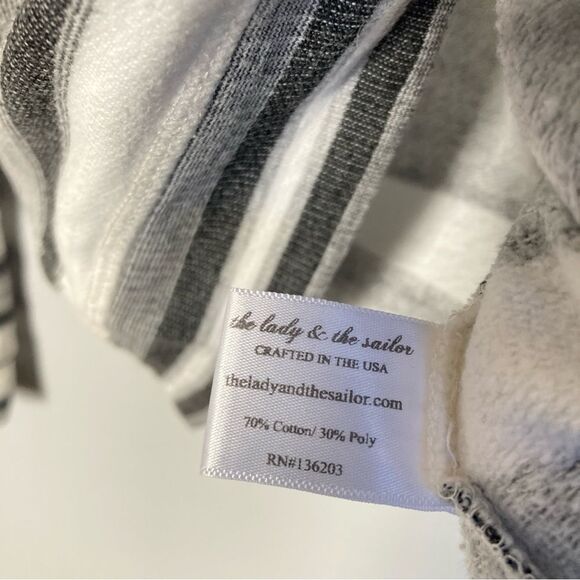 the lady & the sailor
CRAFTED IN THE USA
theladyandthesailor.com
70% Cotton/ 30% Poly
RN#136203